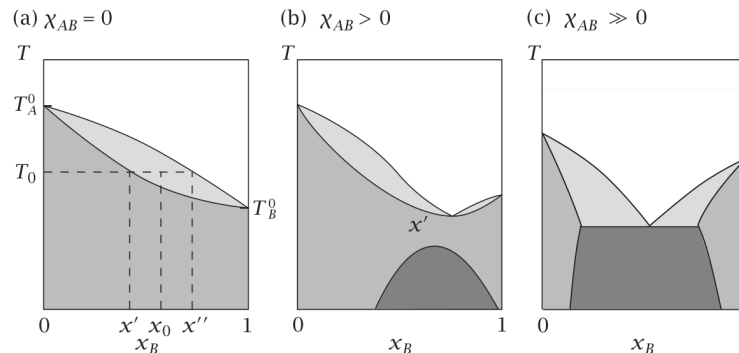 (a) χ_AB = 0
(b) χ_AB > 0
(c) χ_AB ≫ 0
T
T
T
T_A^0
T_0
T_B^0
x′
0
x′
x_0
x″
1
0
1
0
x_B
x_B
x_B